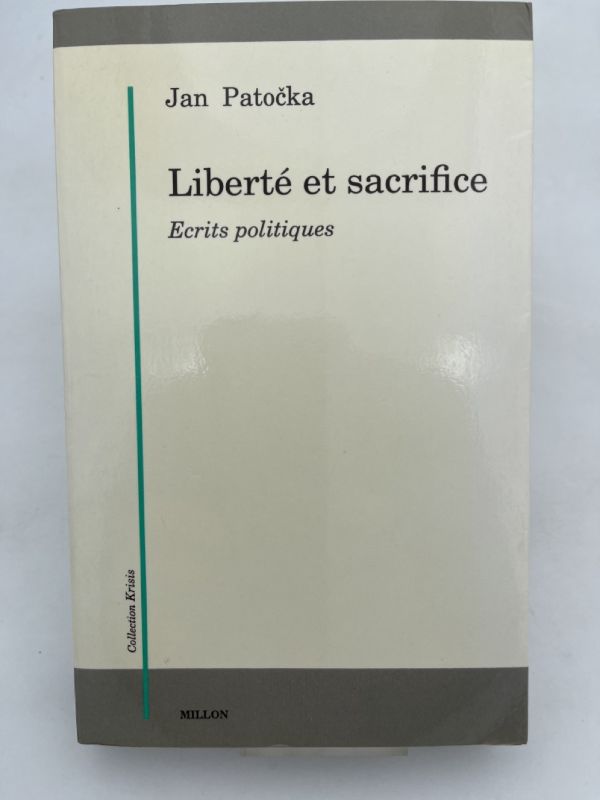 Jan Patočka
Liberté et sacrifice
Ecrits politiques
Collection Krisis
MILLON